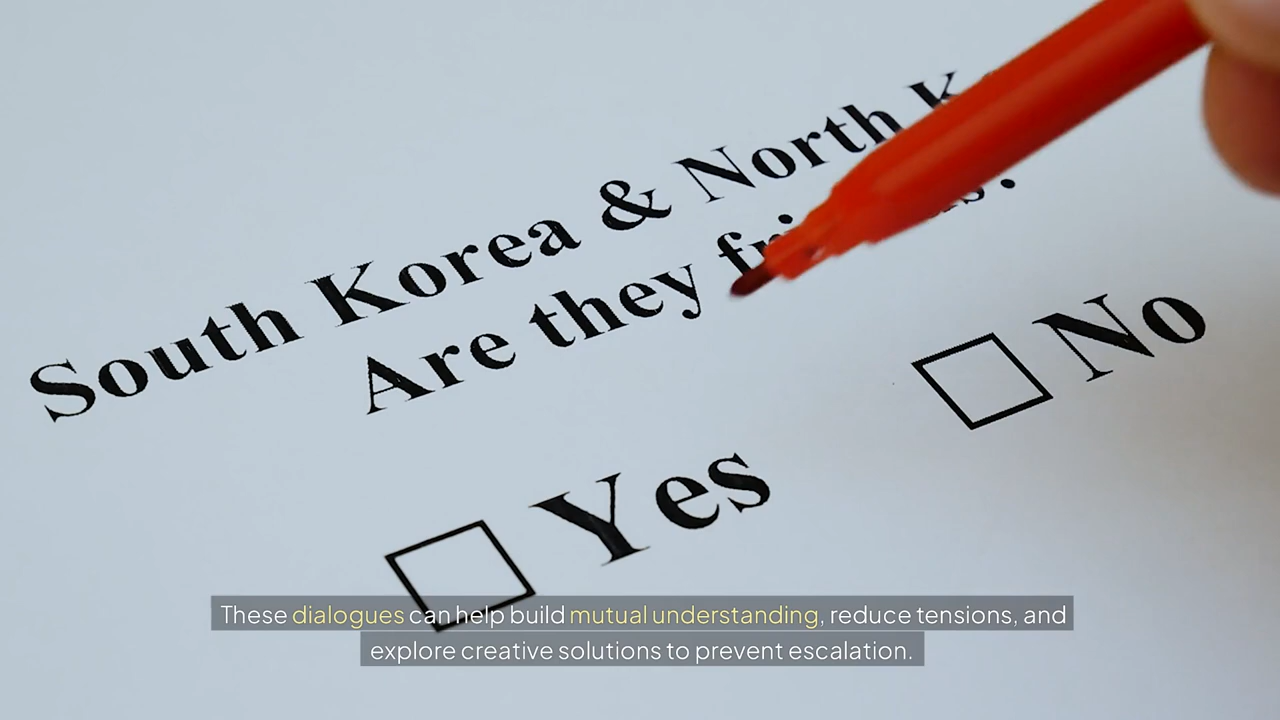 South Korea & North
Are they
Yes
No
These dialogues can help build mutual understanding, reduce tensions, and
explore creative solutions to prevent escalation.